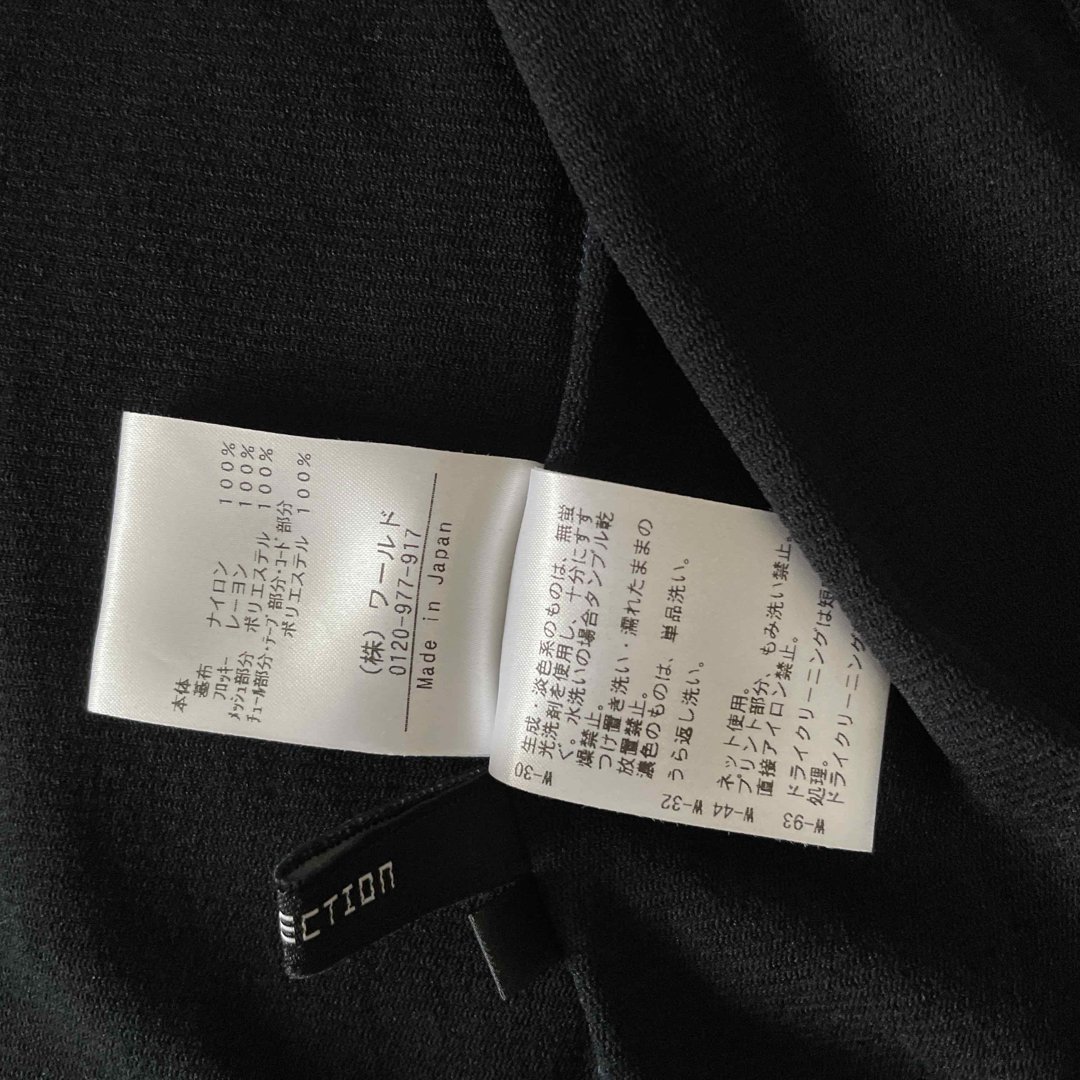 本体
基布 ナイロン 100%
フロッキー レーヨン 100%
メッシュ部分 ポリエステル 100%
チュール部分・テープ部分・コード部分
ポリエステル 100%
(株) ワールド
0120-977-917
Made in Japan
E-30 生成・淡色系のものは、無蛍
光洗剤を使用し、十分にすす
ぐ。水洗いの場合タンブル乾
燥禁止。
つけ置き洗い・濡れたままの
放置禁止。
濃色のものは、単品洗い。
E-32 うら返し洗い。
ネット使用。
E-44 プリント部分、もみ洗い禁止。
直接アイロン禁止。
E-93 ドライクリーニングは短
処理。
ドライクリーニング
CTION